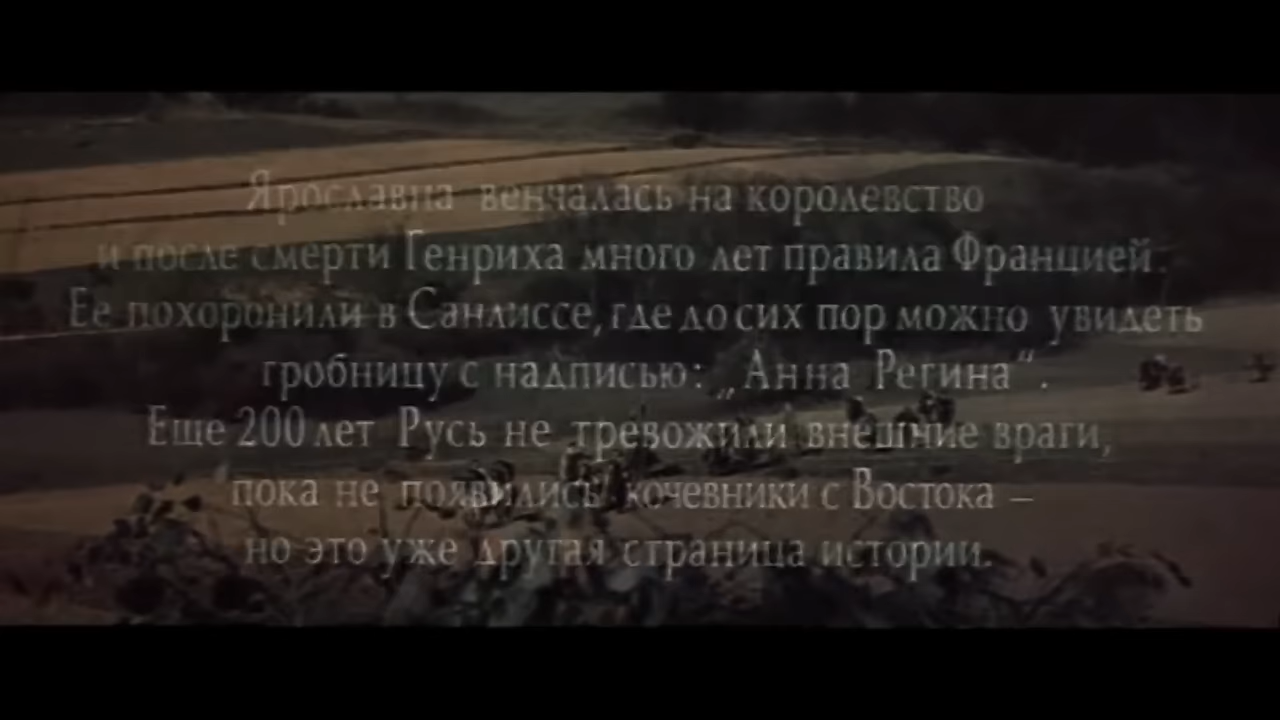 Ярославна венчалась на королевство
и после смерти Генриха много лет правила Францией.
Ее похоронили в Санлиссе, где до сих пор можно увидеть
гробницу с надписью: „Анна Регина“.
Еще 200 лет Русь не тревожили внешние враги,
пока не появились кочевники с Востока –
но это уже другая страница истории.